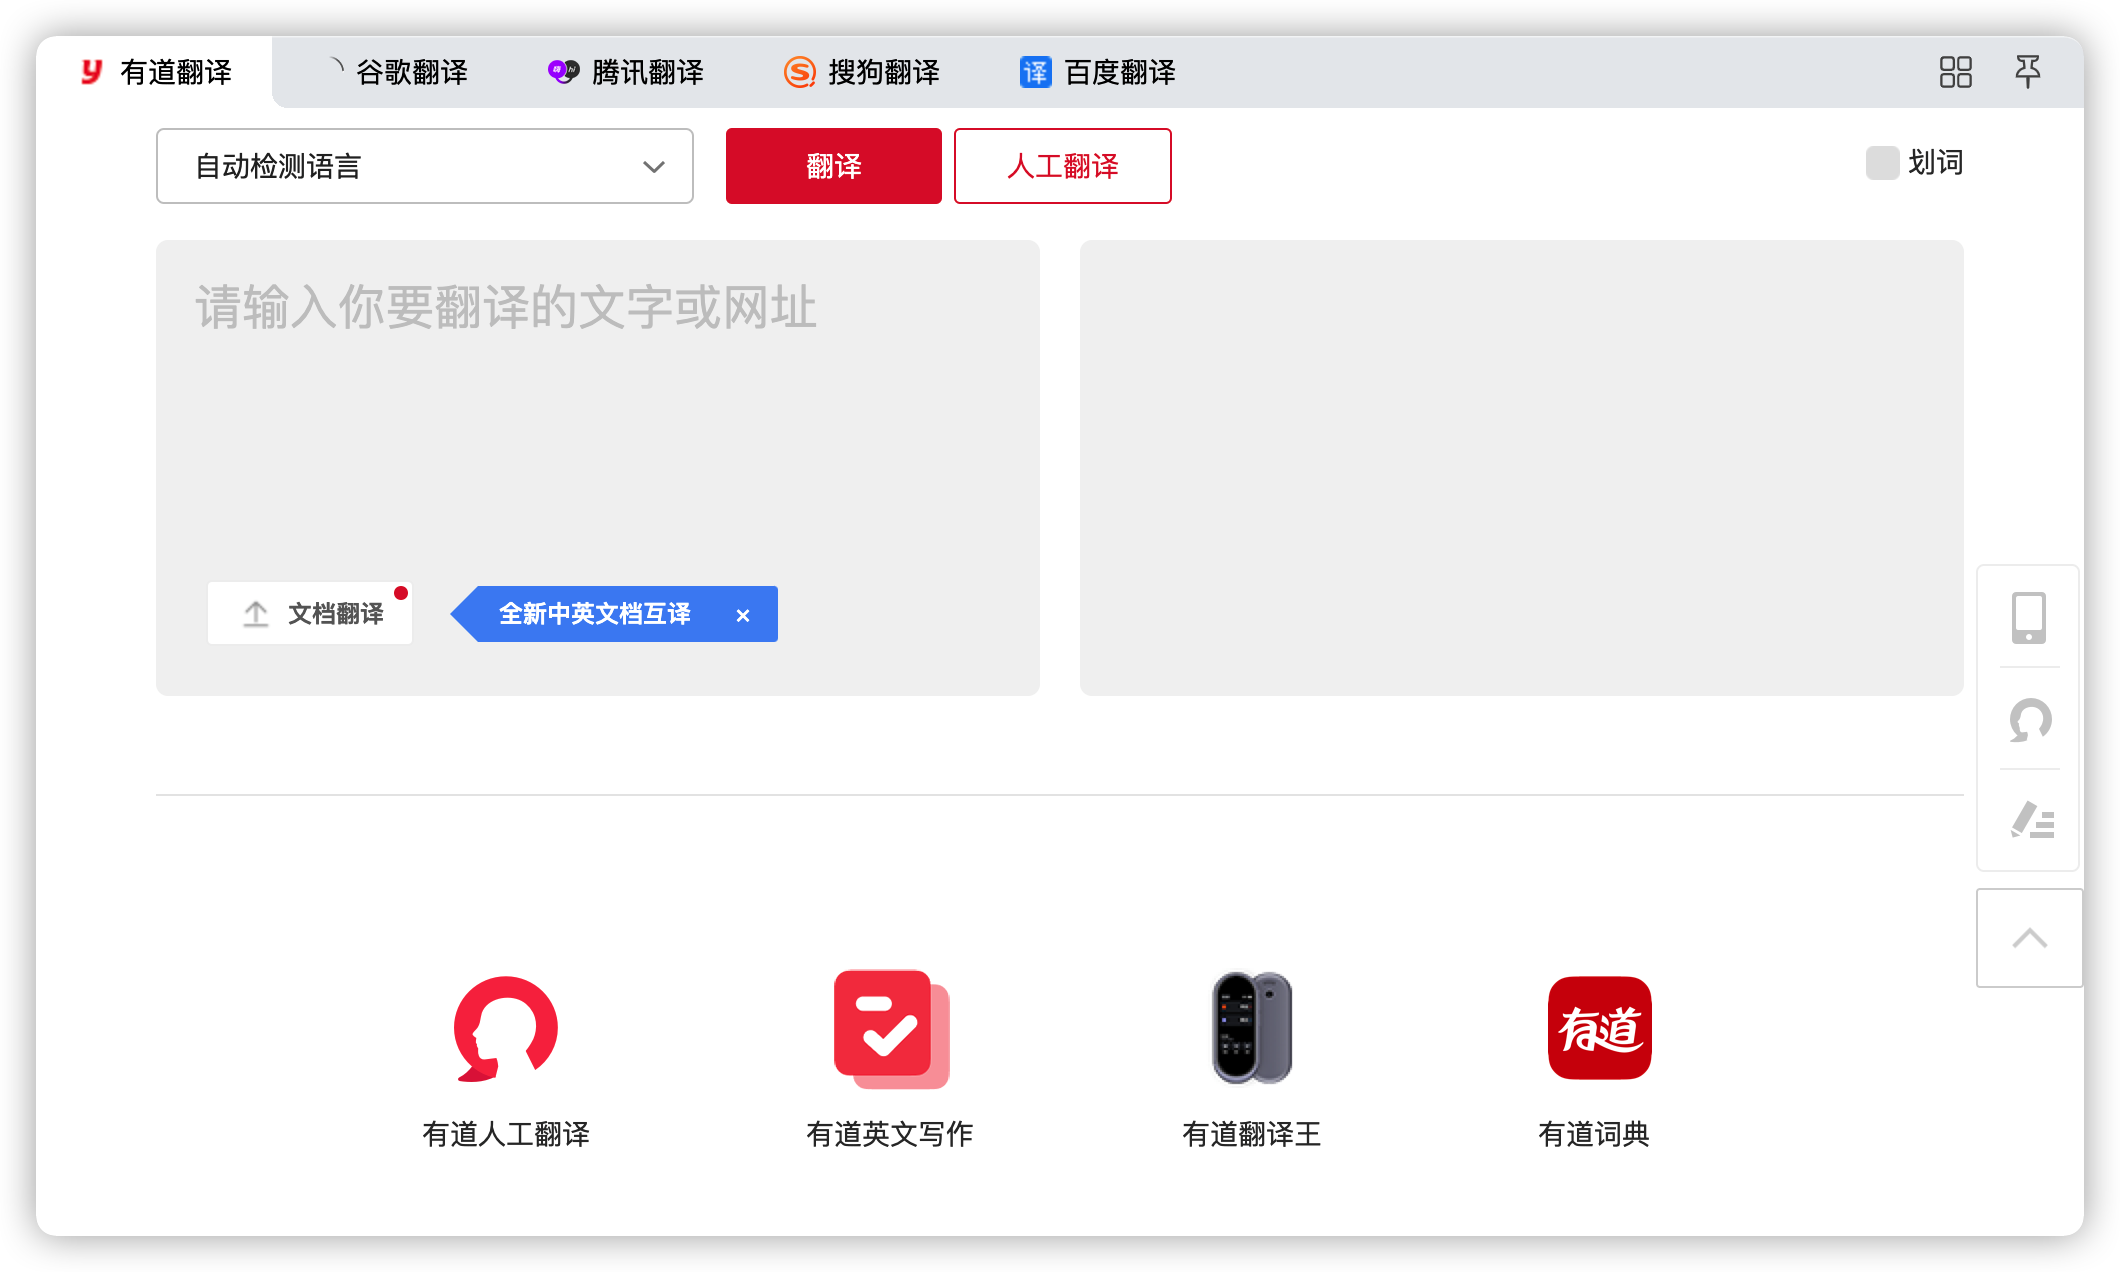 有道翻译 谷歌翻译 腾讯翻译 搜狗翻译 译 百度翻译
自动检测语言 翻译 人工翻译 划词
请输入你要翻译的文字或网址
文档翻译 全新中英文档互译 ×
有道
有道人工翻译 有道英文写作 有道翻译王 有道词典